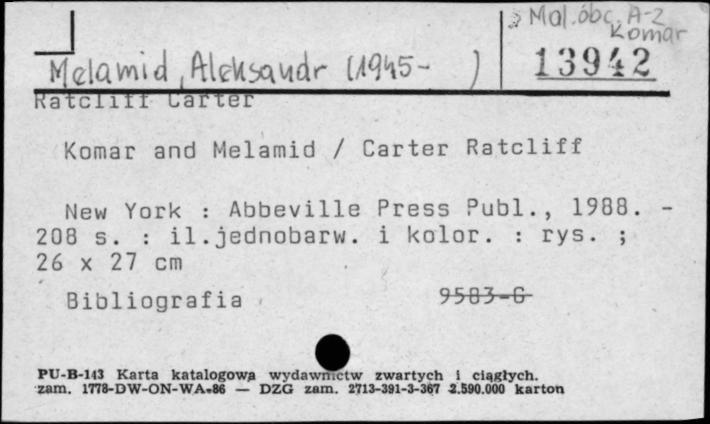 Mal.obc. A-Z
Komar
Melamid, Aleksandr (1945- )
13942
Ratcliff Carter
Komar and Melamid / Carter Ratcliff
New York : Abbeville Press Publ., 1988. -
208 s. : il.jednobarw. i kolor. : rys. ;
26 x 27 cm
Bibliografia 9583-G
PU-B-143 Karta katalogowa wydawnictw zwartych i ciągłych.
zam. 1778-DW-ON-WA-86 — DZG zam. 2713-391-3-367 2.590.000 karton